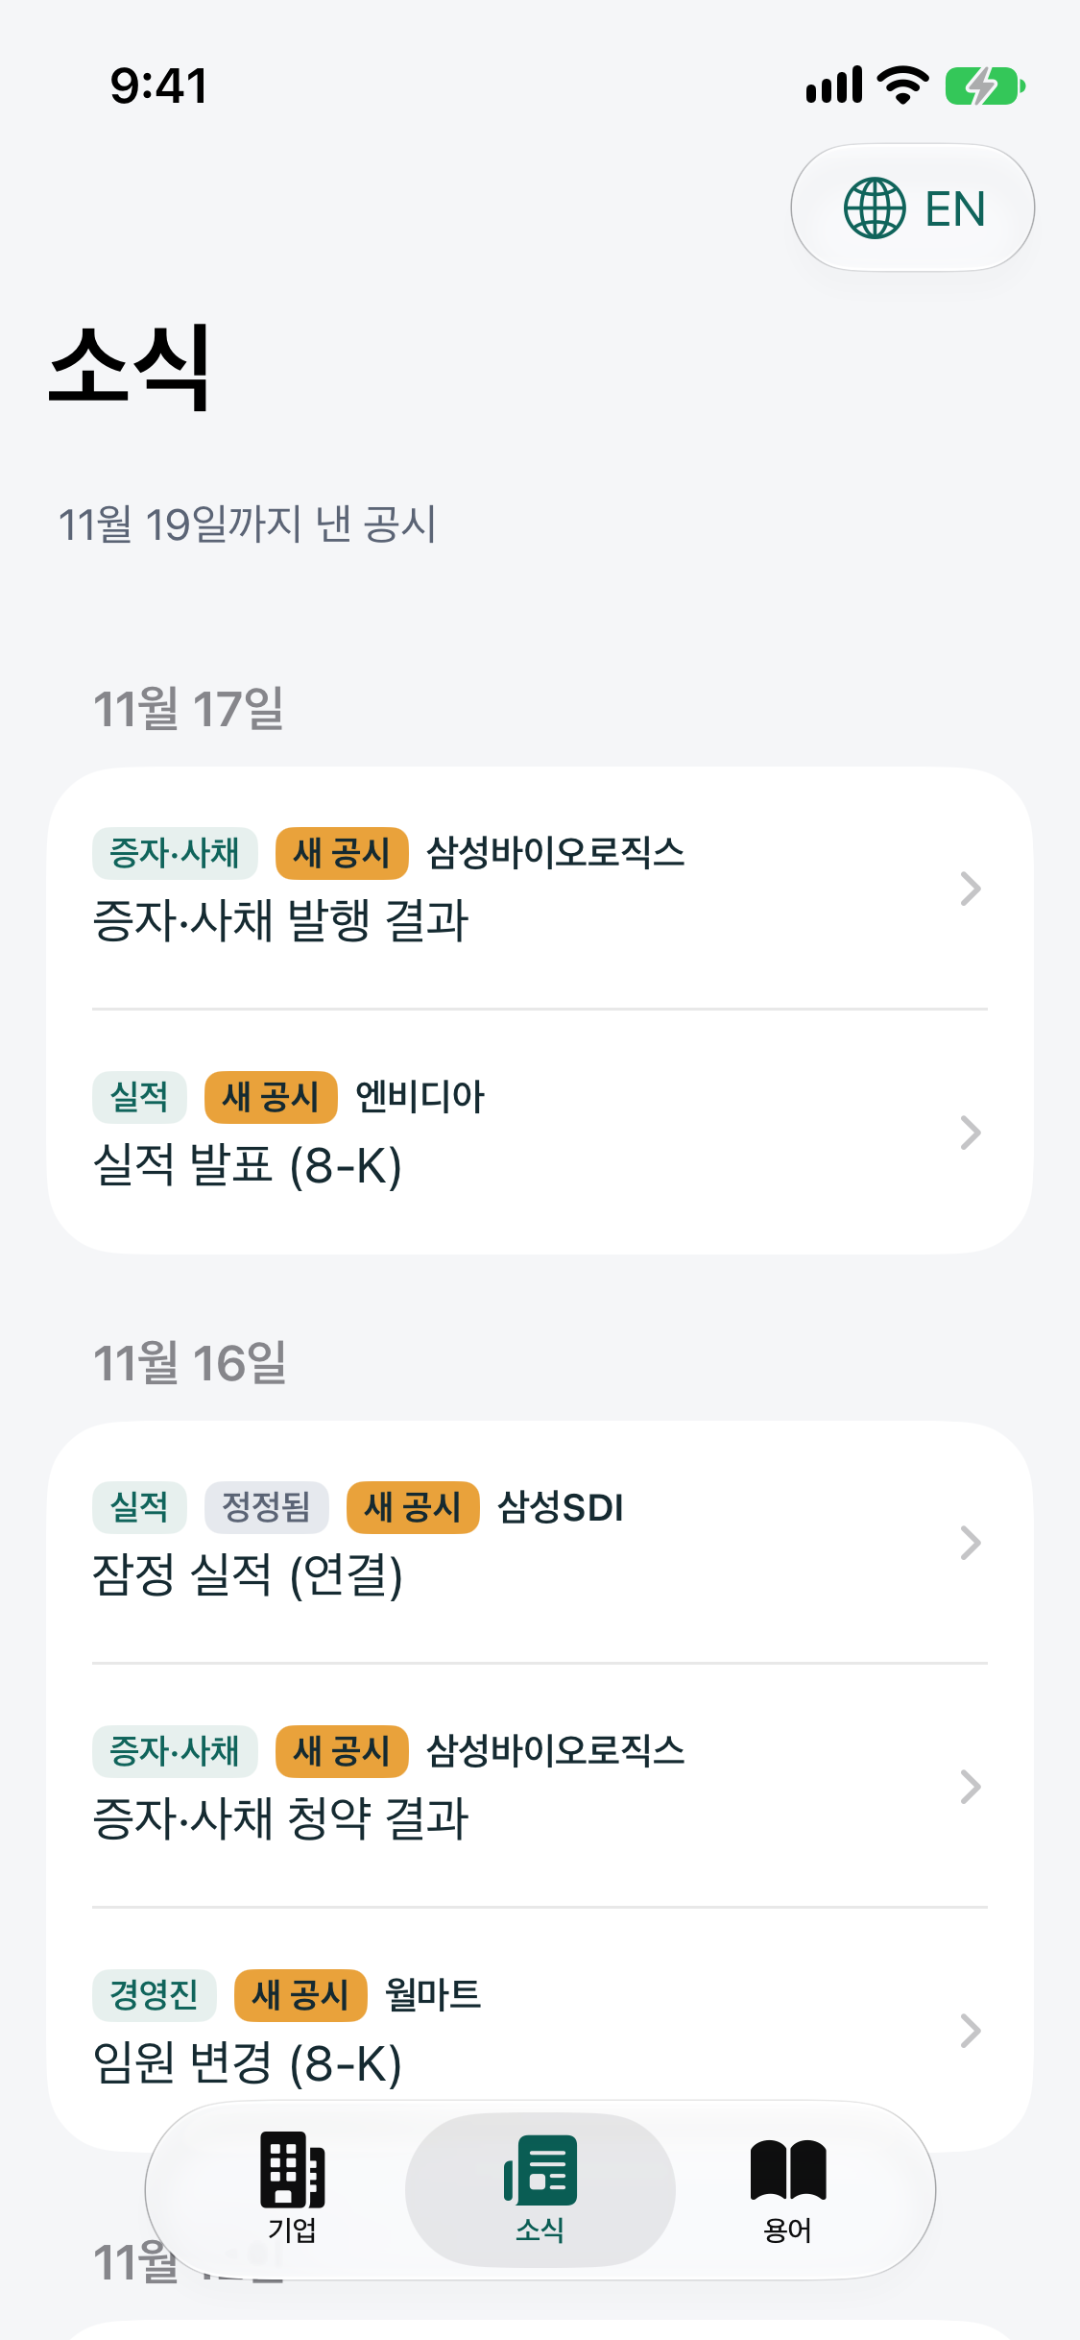 9:41
EN
소식
11월 19일까지 낸 공시
11월 17일
증자·사채 새 공시 삼성바이오로직스
증자·사채 발행 결과
실적 새 공시 엔비디아
실적 발표 (8-K)
11월 16일
실적 정정됨 새 공시 삼성SDI
잠정 실적 (연결)
증자·사채 새 공시 삼성바이오로직스
증자·사채 청약 결과
경영진 새 공시 월마트
임원 변경 (8-K)
기업 소식 용어
11월